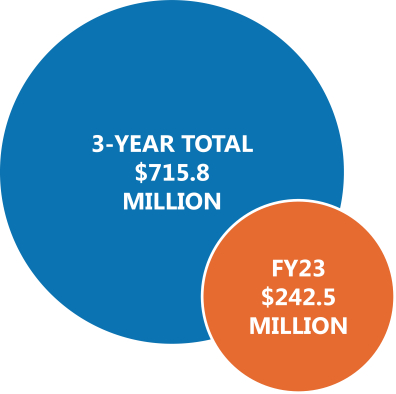 3-YEAR TOTAL
$715.8
MILLION
FY23
$242.5
MILLION